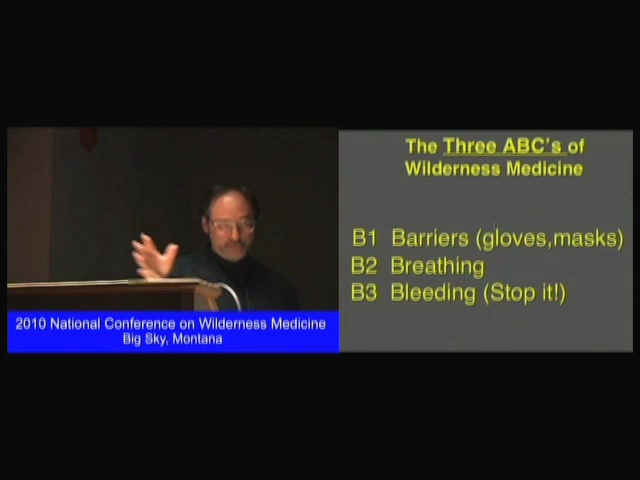 The Three ABC's of
Wilderness Medicine
B1 Barriers (gloves,masks)
B2 Breathing
B3 Bleeding (Stop it!)
2010 National Conference on Wilderness Medicine
Big Sky, Montana